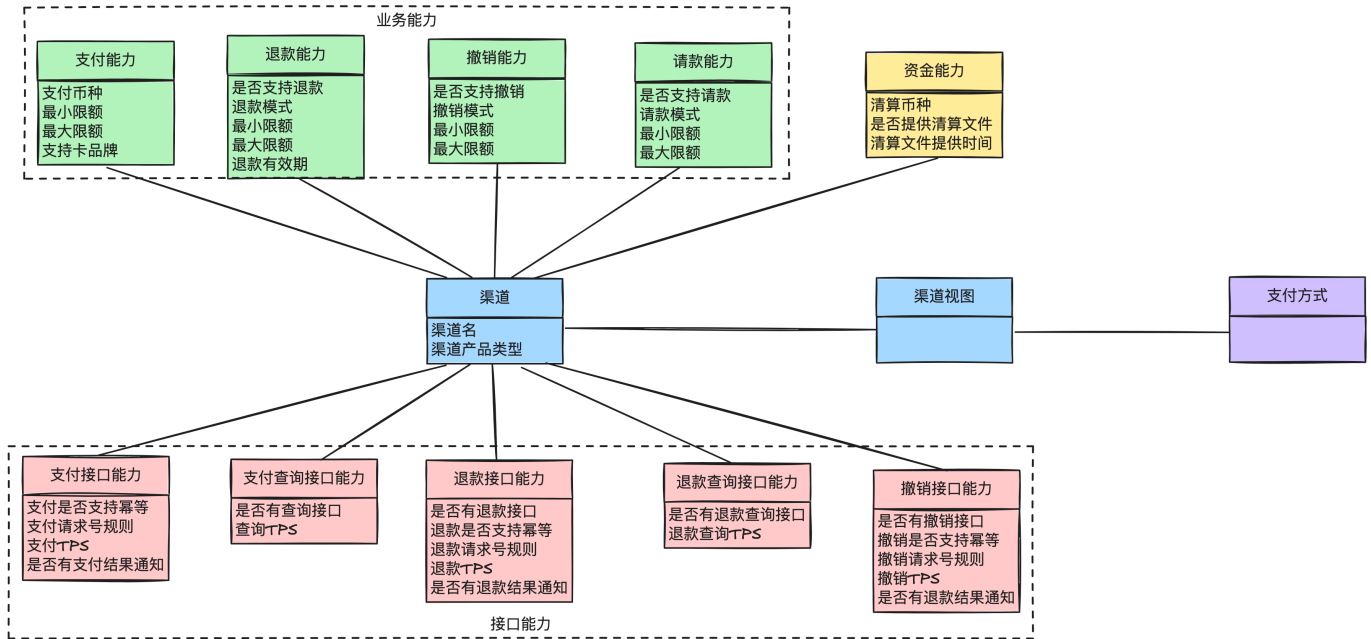 业务能力
支付能力
支付币种
最小限额
最大限额
支持卡品牌
退款能力
是否支持退款
退款模式
最小限额
最大限额
退款有效期
撤销能力
是否支持撤销
撤销模式
最小限额
最大限额
请款能力
是否支持请款
请款模式
最小限额
最大限额
资金能力
清算币种
是否提供清算文件
清算文件提供时间
渠道
渠道名
渠道产品类型
渠道视图
支付方式
支付接口能力
支付是否支持幂等
支付请求号规则
支付TPS
是否有支付结果通知
支付查询接口能力
是否有查询接口
查询TPS
退款接口能力
是否有退款接口
退款是否支持幂等
退款请求号规则
退款TPS
是否有退款结果通知
退款查询接口能力
是否有退款查询接口
退款查询TPS
撤销接口能力
是否有撤销接口
撤销是否支持幂等
撤销请求号规则
撤销TPS
是否有退款结果通知
接口能力